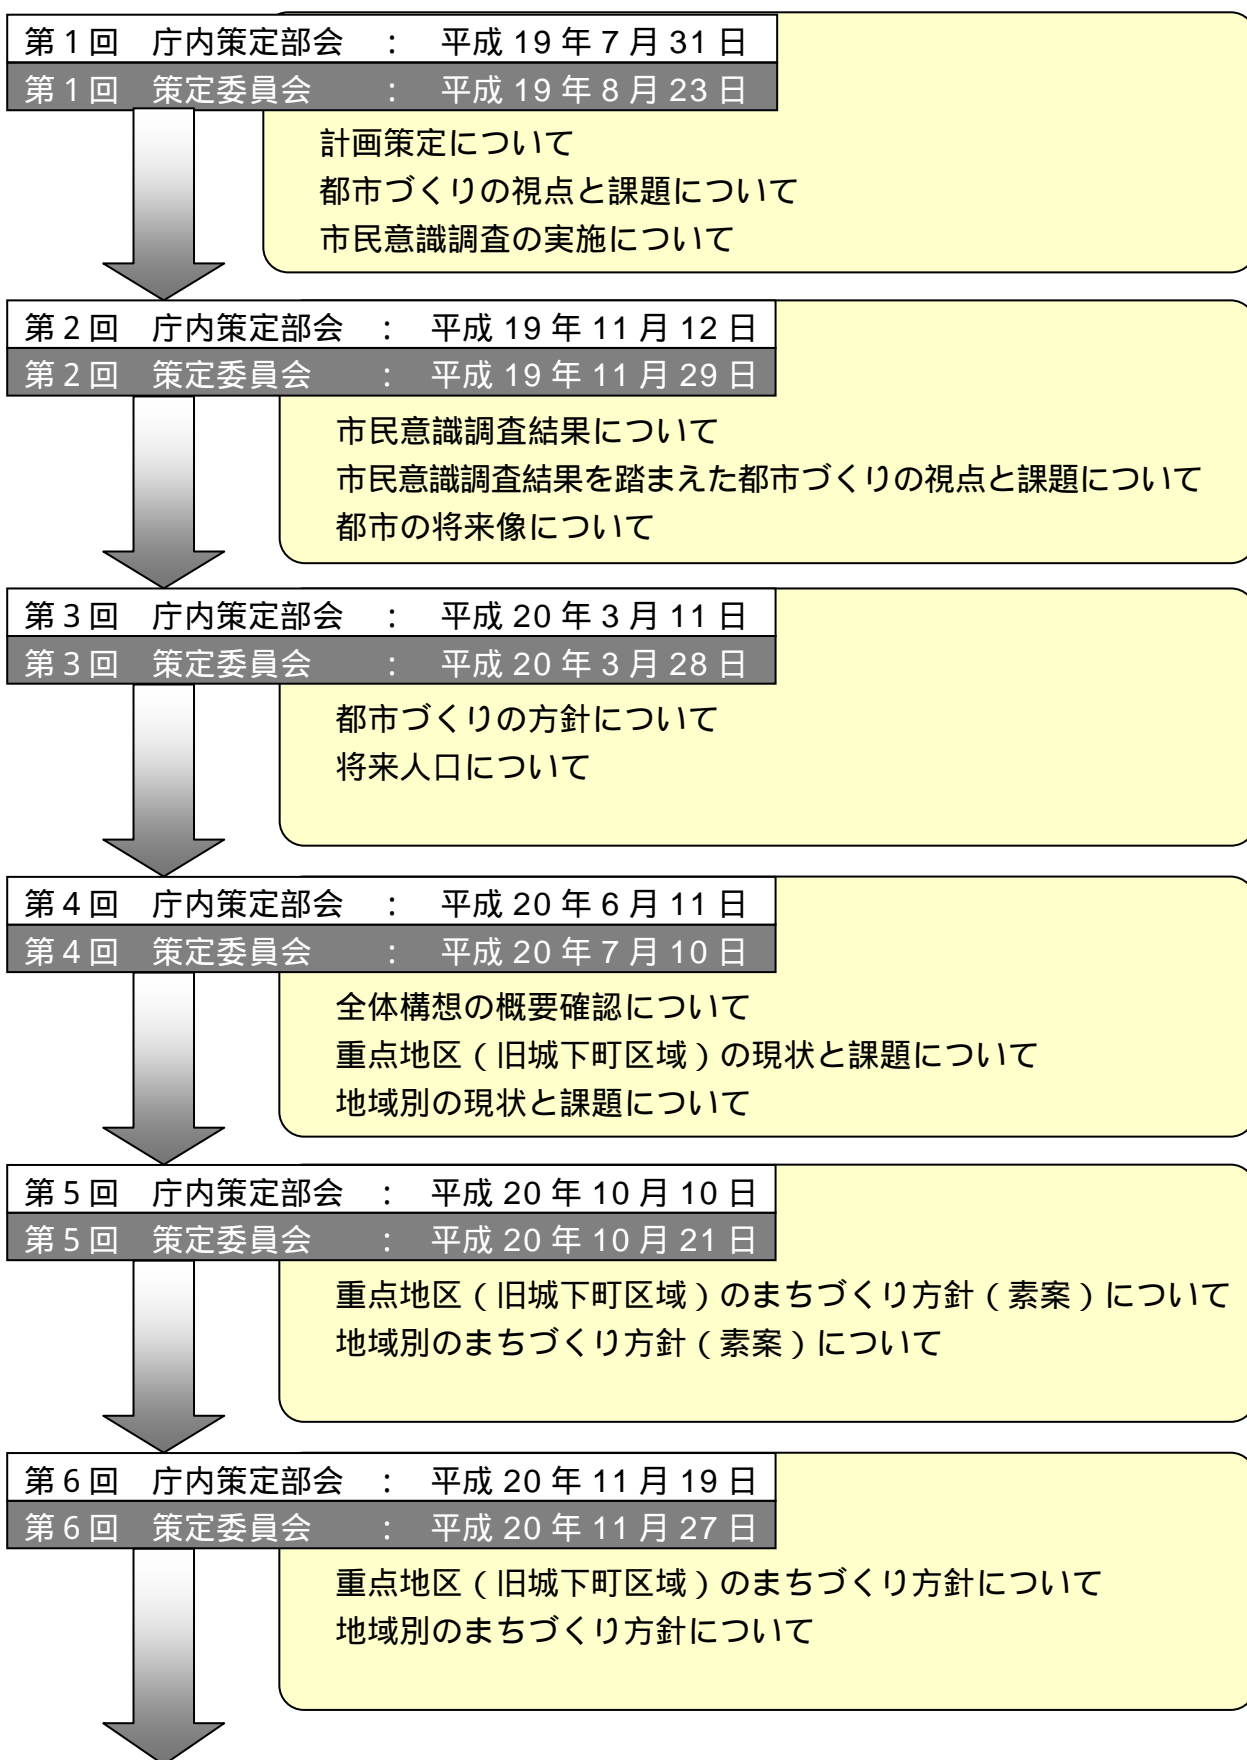 第1回　庁内策定部会　：　平成 19 年 7 月 31 日
第1回　策定委員会　：　平成 19 年 8 月 23 日
計画策定について
都市づくりの視点と課題について
市民意識調査の実施について
第2回　庁内策定部会　：　平成 19 年 11 月 12 日
第2回　策定委員会　：　平成 19 年 11 月 29 日
市民意識調査結果について
市民意識調査結果を踏まえた都市づくりの視点と課題について
都市の将来像について
第3回　庁内策定部会　：　平成 20 年 3 月 11 日
第3回　策定委員会　：　平成 20 年 3 月 28 日
都市づくりの方針について
将来人口について
第4回　庁内策定部会　：　平成 20 年 6 月 11 日
第4回　策定委員会　：　平成 20 年 7 月 10 日
全体構想の概要確認について
重点地区（旧城下町区域）の現状と課題について
地域別の現状と課題について
第5回　庁内策定部会　：　平成 20 年 10 月 10 日
第5回　策定委員会　：　平成 20 年 10 月 21 日
重点地区（旧城下町区域）のまちづくり方針（素案）について
地域別のまちづくり方針（素案）について
第6回　庁内策定部会　：　平成 20 年 11 月 19 日
第6回　策定委員会　：　平成 20 年 11 月 27 日
重点地区（旧城下町区域）のまちづくり方針について
地域別のまちづくり方針について